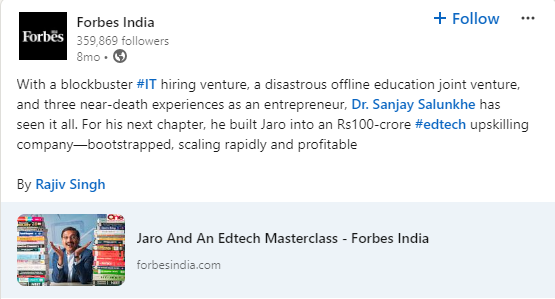 Forbes
Forbes India
+ Follow
359,869 followers
8mo •
With a blockbuster #IT hiring venture, a disastrous offline education joint venture,
and three near-death experiences as an entrepreneur, Dr. Sanjay Salunkhe has
seen it all. For his next chapter, he built Jaro into an Rs100-crore #edtech upskilling
company—bootstrapped, scaling rapidly and profitable
By Rajiv Singh
Jaro And An Edtech Masterclass - Forbes India
forbesindia.com